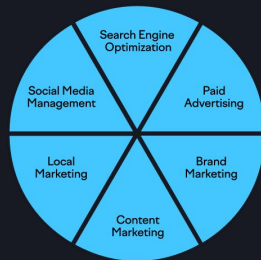 Search Engine
Optimization
Paid
Advertising
Brand
Marketing
Content
Marketing
Local
Marketing
Social Media
Management